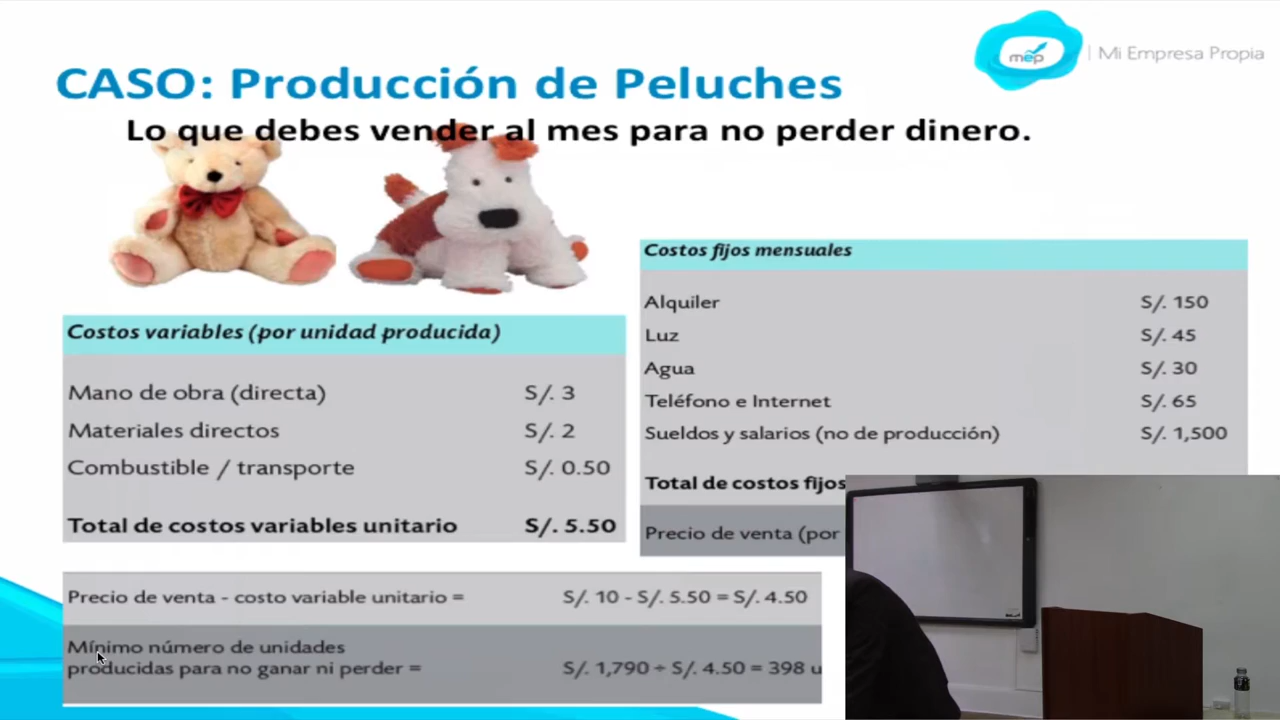 mep | Mi Empresa Propia
CASO: Producción de Peluches
Lo que debes vender al mes para no perder dinero.
Costos variables (por unidad producida)
Mano de obra (directa) S/. 3
Materiales directos S/. 2
Combustible / transporte S/. 0.50
Total de costos variables unitario S/. 5.50
Costos fijos mensuales
Alquiler S/. 150
Luz S/. 45
Agua S/. 30
Teléfono e Internet S/. 65
Sueldos y salarios (no de producción) S/. 1,500
Total de costos fijos
Precio de venta (por
Precio de venta - costo variable unitario = S/. 10 - S/. 5.50 = S/. 4.50
Mínimo número de unidades
producidas para no ganar ni perder = S/. 1,790 ÷ S/. 4.50 = 398 u